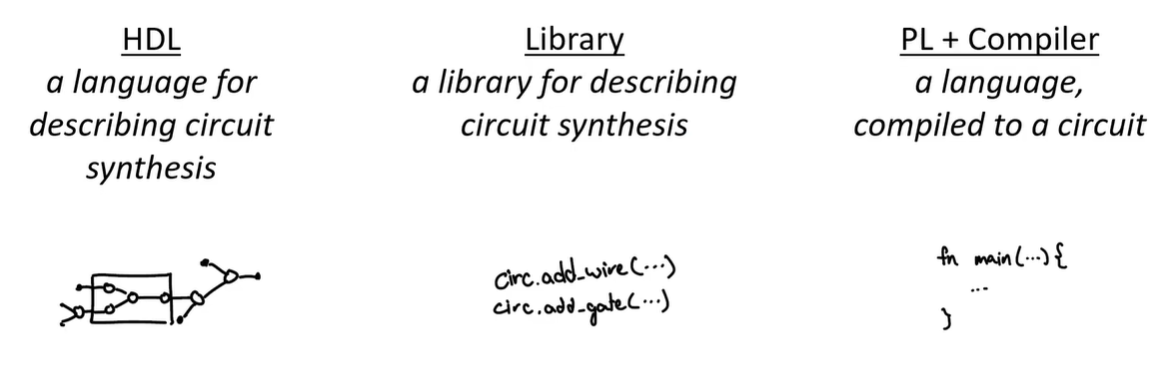 HDL
a language for
describing circuit
synthesis
Library
a library for describing
circuit synthesis
PL + Compiler
a language,
compiled to a circuit
circ.add_wire(...)
circ.add_gate(...)
fn main(...){
...
}